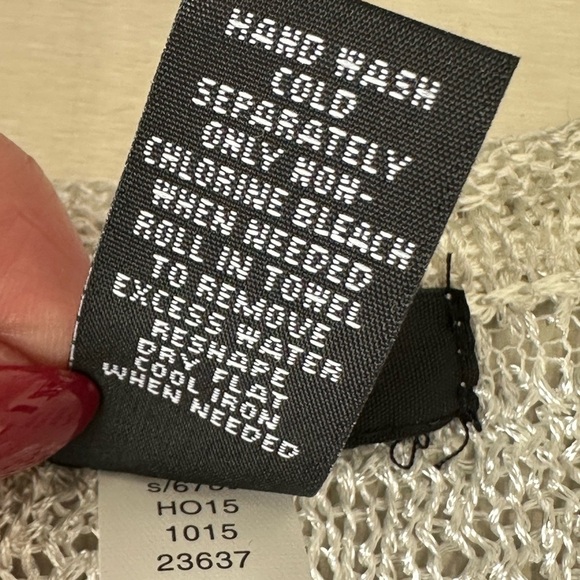 HAND WASH
COLD
SEPARATELY
ONLY NON-
CHLORINE BLEACH
WHEN NEEDED
ROLL IN TOWEL
TO REMOVE
EXCESS WATER
RESHAPE
DRY FLAT
COOL IRON
WHEN NEEDED
HO15
1015
23637